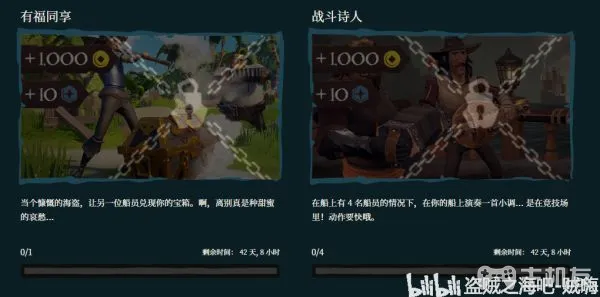 有福同享
战斗诗人
+1,000
+10
+1,000
+10
当个慷慨的海盗，让另一位船员兑现你的宝箱。啊，离别真是种甜蜜
的哀愁...
在船上有 4 名船员的情况下，在你的船上演奏一首小调... 是在竞技场
里！动作要快哦。
0/1
剩余时间： 42 天, 8 小时
0/4
剩余时间： 42 天, 8 小时
主机友
bilibili 盗贼之海吧-贼嗨